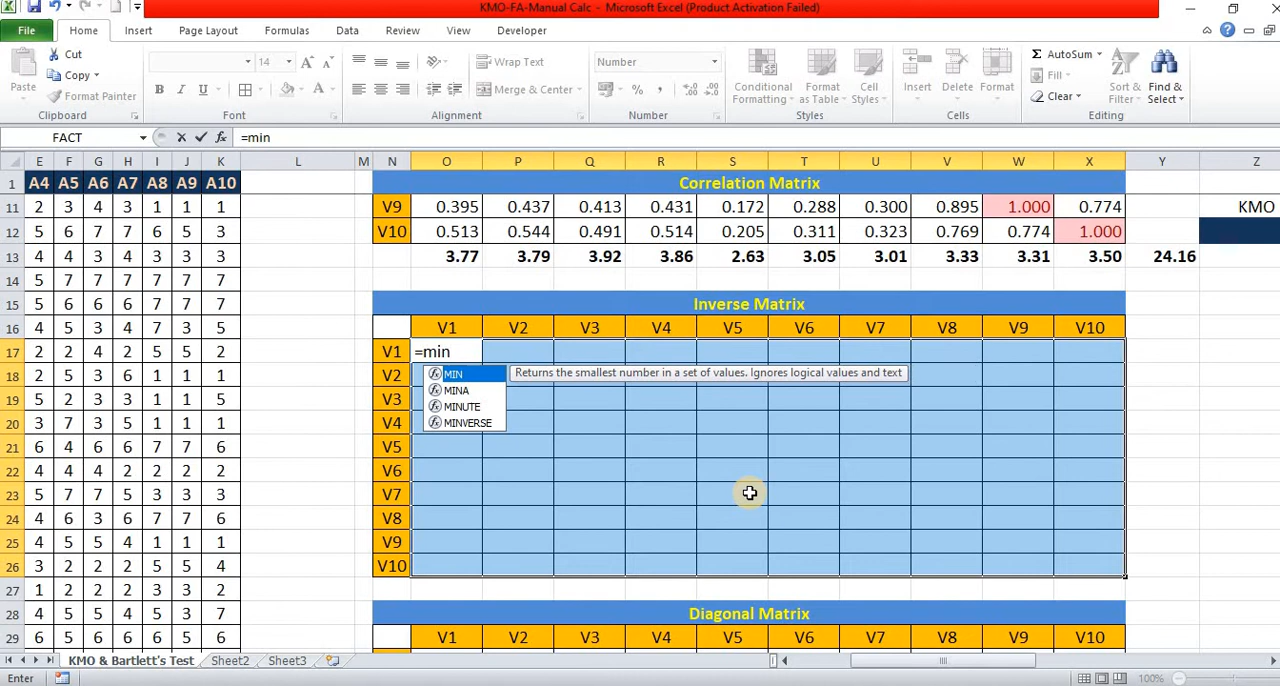 KMO-FA-Manual Calc - Microsoft Excel (Product Activation Failed)
File Home Insert Page Layout Formulas Data Review View Developer
Paste Cut Copy Format Painter
14
B I U A
Wrap Text Merge & Center
Number % ,
Conditional Formatting Format as Table Cell Styles
Insert Delete Format
Σ AutoSum Fill Clear Sort & Filter Find & Select
Clipboard Font Alignment Number Styles Cells Editing
FACT fx =min
E F G H I J K L M N O P Q R S T U V W X Y Z
1 A4 A5 A6 A7 A8 A9 A10 Correlation Matrix
11 2 3 4 3 1 1 1 V9 0.395 0.437 0.413 0.431 0.172 0.288 0.300 0.895 1.000 0.774 KMO
12 5 6 7 7 6 5 3 V10 0.513 0.544 0.491 0.514 0.205 0.311 0.323 0.769 0.774 1.000
13 4 4 3 5 3 3 3 3.77 3.79 3.92 3.86 2.63 3.05 3.01 3.33 3.31 3.50 24.16
14 5 7 7 7 7 7 7
15 5 6 6 6 7 7 7 Inverse Matrix
16 4 5 3 4 7 3 5 V1 V2 V3 V4 V5 V6 V7 V8 V9 V10
17 2 2 4 2 5 5 2 V1 =min
18 2 2 2 2 1 1 1 V2 MIN Returns the smallest number in a set of values. Ignores logical values and text
MINA
19 5 2 3 3 1 1 5 V3 MINUTE
20 3 7 3 5 1 1 1 V4 MINVERSE
21 6 4 6 6 7 7 6 V5
22 4 4 4 2 2 2 2 V6
23 5 7 7 5 3 3 3 V7
24 4 6 3 6 7 7 6 V8
25 4 5 5 4 1 1 1 V9
26 3 2 2 2 5 5 4 V10
27 1 2 2 2 3 3 2
28 4 5 5 4 5 3 7 Diagonal Matrix
29 6 5 6 6 6 6 6 V1 V2 V3 V4 V5 V6 V7 V8 V9 V10
KMO & Bartlett's Test Sheet2 Sheet3
Enter 100%